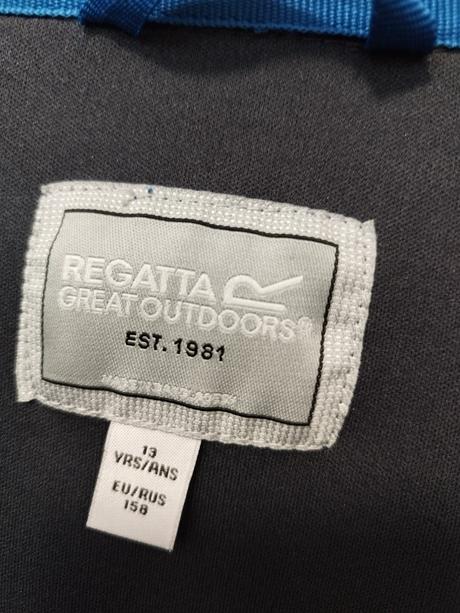 REGATTA
GREAT OUTDOORS®
EST. 1981
13
YRS/ANS
EU/RUS
158